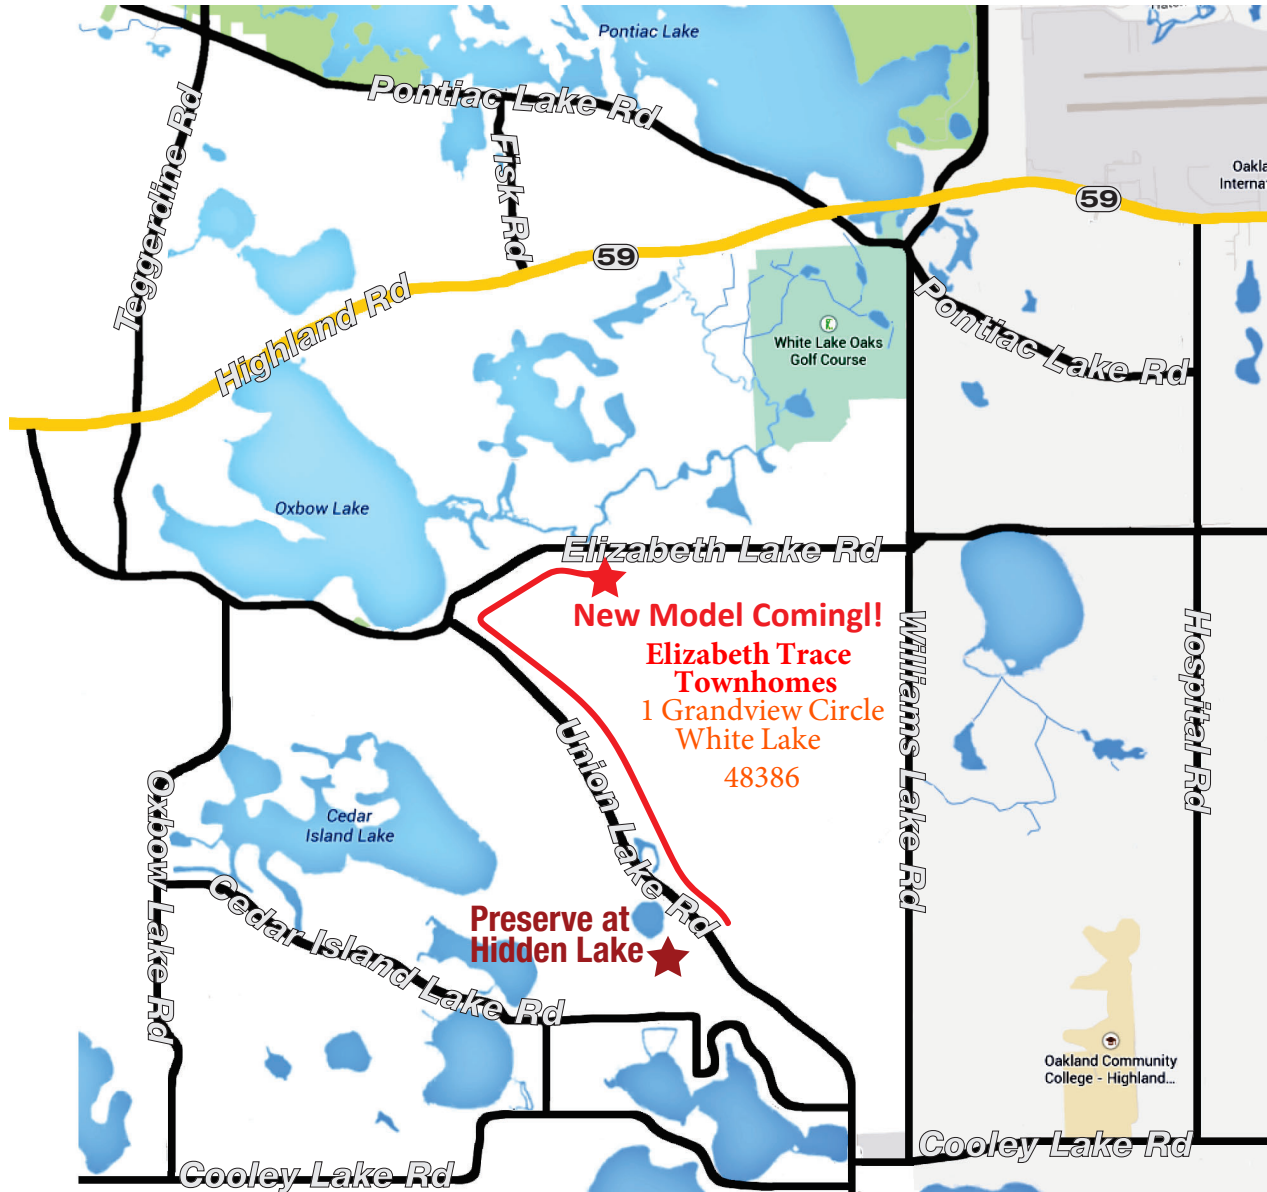 Pontiac Lake
Pontiac Lake Rd
Teggerdine Rd
Fisk Rd
59
59
Highland Rd
White Lake Oaks
Golf Course
Pontiac Lake Rd
Oxbow Lake
Elizabeth Lake Rd
New Model Coming!!
Elizabeth Trace
Townhomes
1 Grandview Circle
White Lake
48386
Williams Lake Rd
Hospital Rd
Union Lake Rd
Oxbow Lake Rd
Cedar
Island Lake
Cedar Island Lake Rd
Preserve at
Hidden Lake
Oakland Community
College - Highland...
Cooley Lake Rd
Cooley Lake Rd